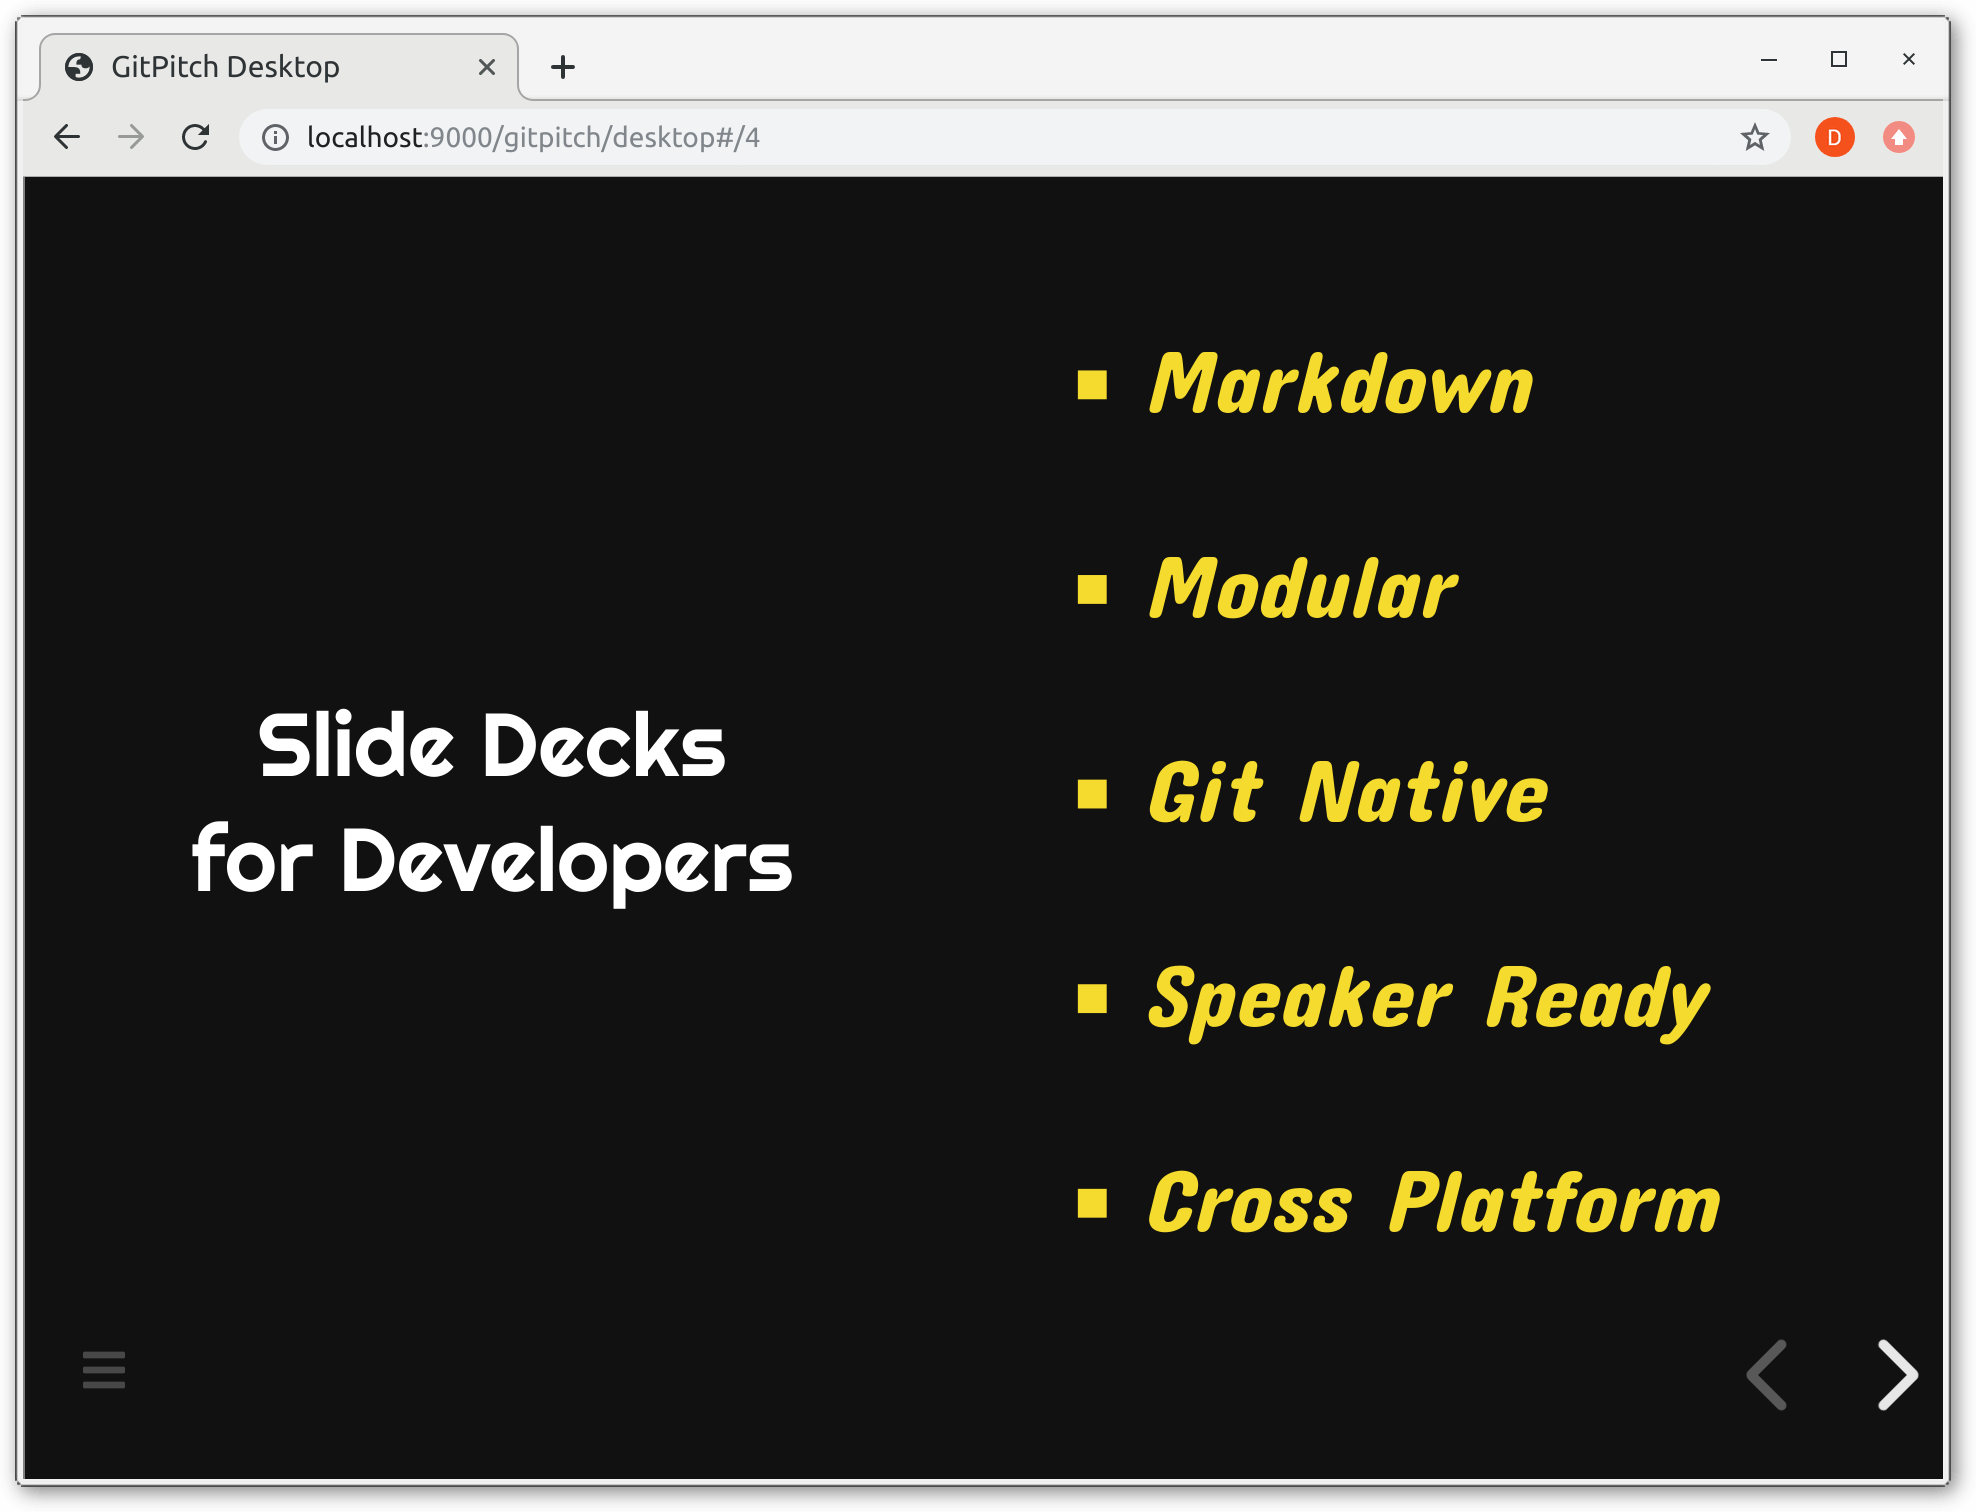 GitPitch Desktop
localhost:9000/gitpitch/desktop#/4
D
Slide Decks
for Developers
Markdown
Modular
Git Native
Speaker Ready
Cross Platform